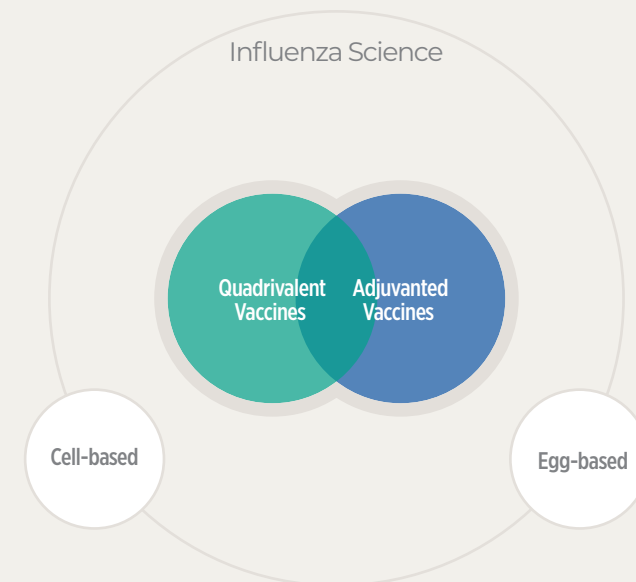 Influenza Science
Quadrivalent
Vaccines
Adjuvanted
Vaccines
Cell-based
Egg-based